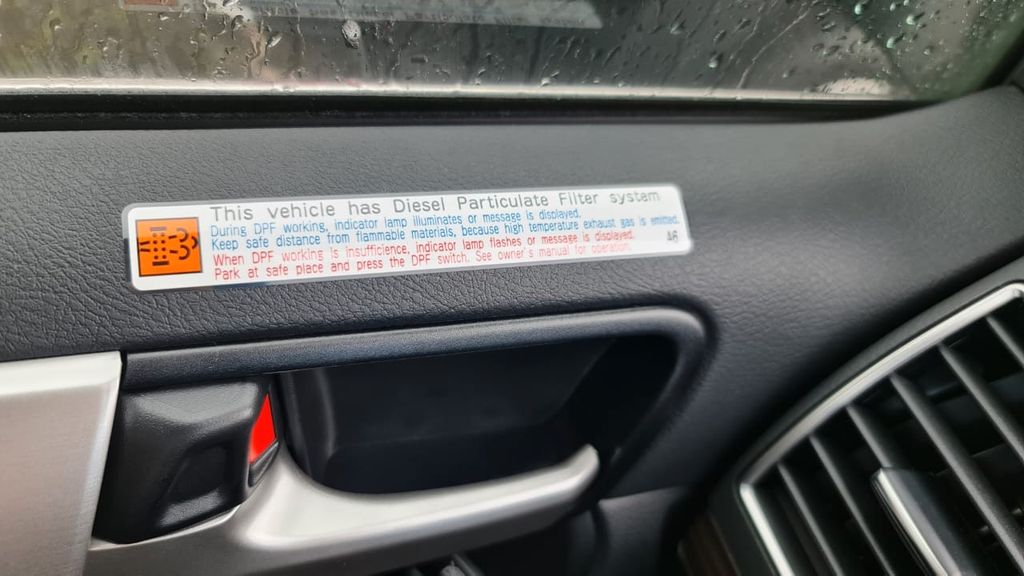 This vehicle has Diesel Particulate Filter system
During DPF working, indicator lamp illuminates or message is displayed.
Keep safe distance from flammable materials, because high temperature exhaust gas is emitted.
When DPF working is insufficience, indicator lamp flashes or message is displayed.
Park at safe place and press the DPF switch. See owner's manual for operation.